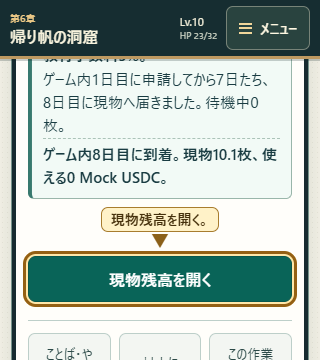 第6章
帰り帆の洞窟
Lv.10
HP 23/32
メニュー
ゲーム内1日目に申請してから7日たち、
8日目に現物へ届きました。待機中0
枚。
ゲーム内8日目に到着。現物10.1枚、使
える0 Mock USDC。
現物残高を開く。
現物残高を開く
ことば・や
この作業